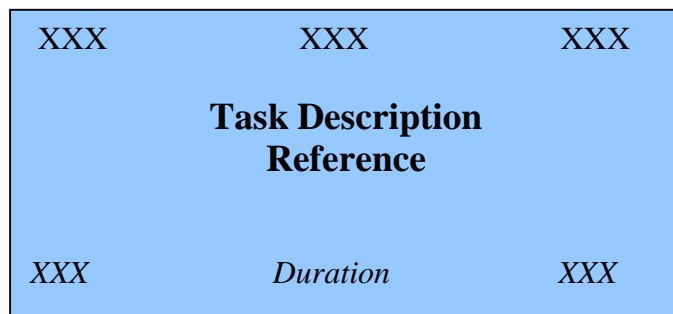 XXX XXX XXX
Task Description
Reference
XXX Duration XXX